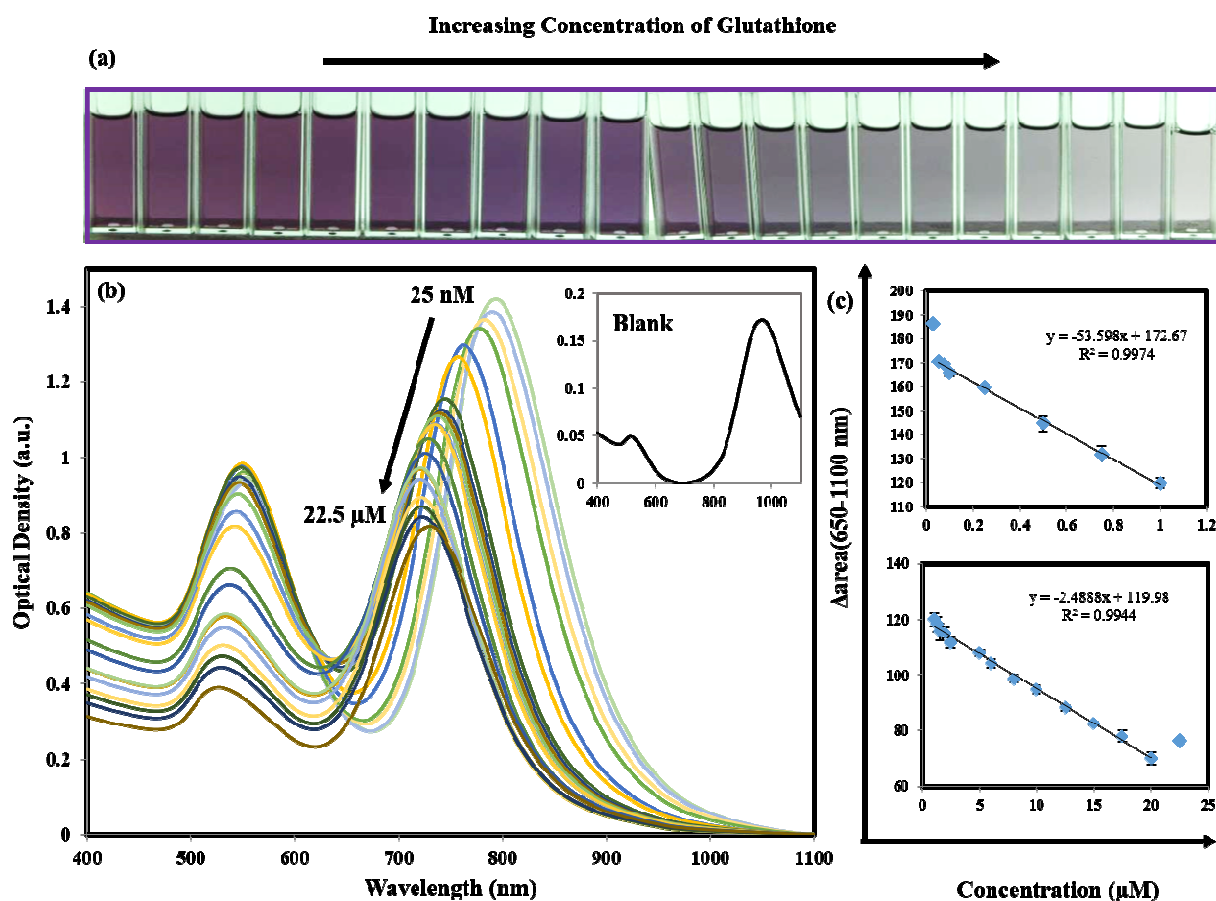 Increasing Concentration of Glutathione
(a)
(b)
25 nM
22.5 µM
Optical Density (a.u.)
1.4
1.2
1
0.8
0.6
0.4
0.2
0
400 500 600 700 800 900 1000 1100
Wavelength (nm)
Blank
0.2
0.15
0.1
0.05
0
400 600 800 1000
(c)
Δarea(650-1100 nm)
200
190
180
170
160
150
140
130
120
110
y = -53.598x + 172.67
R² = 0.9974
0 0.2 0.4 0.6 0.8 1 1.2
140
120
100
80
60
y = -2.4888x + 119.98
R² = 0.9944
0 5 10 15 20 25
Concentration (µM)